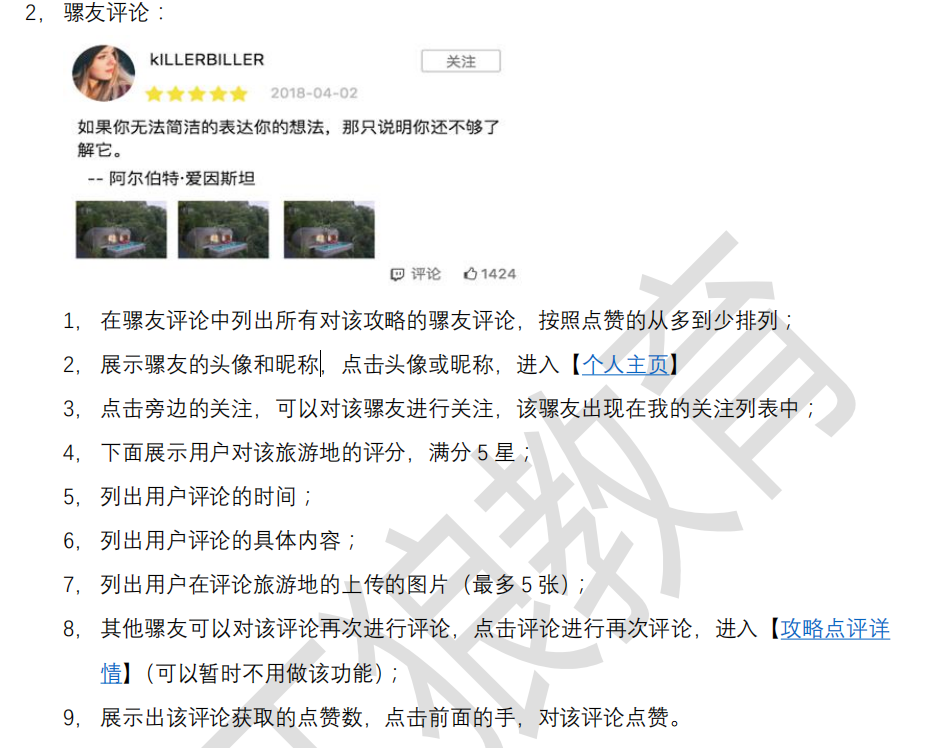 2， 骡友评论：
kILLERBILLER
关注
2018-04-02
如果你无法简洁的表达你的想法，那只说明你还不够了
解它。
-- 阿尔伯特·爱因斯坦
评论 1424
1， 在骡友评论中列出所有对该攻略的骡友评论，按照点赞的从多到少排列；
2， 展示骡友的头像和昵称，点击头像或昵称，进入【个人主页】
3， 点击旁边的关注，可以对该骡友进行关注，该骡友出现在我的关注列表中；
4， 下面展示用户对该旅游地的评分，满分 5 星；
5， 列出用户评论的时间；
6， 列出用户评论的具体内容；
7， 列出用户在评论旅游地的上传的图片（最多 5 张）；
8， 其他骡友可以对该评论再次进行评论，点击评论进行再次评论，进入【攻略点评详
情】（可以暂时不用做该功能）；
9， 展示出该评论获取的点赞数，点击前面的手，对该评论点赞。
狼教育